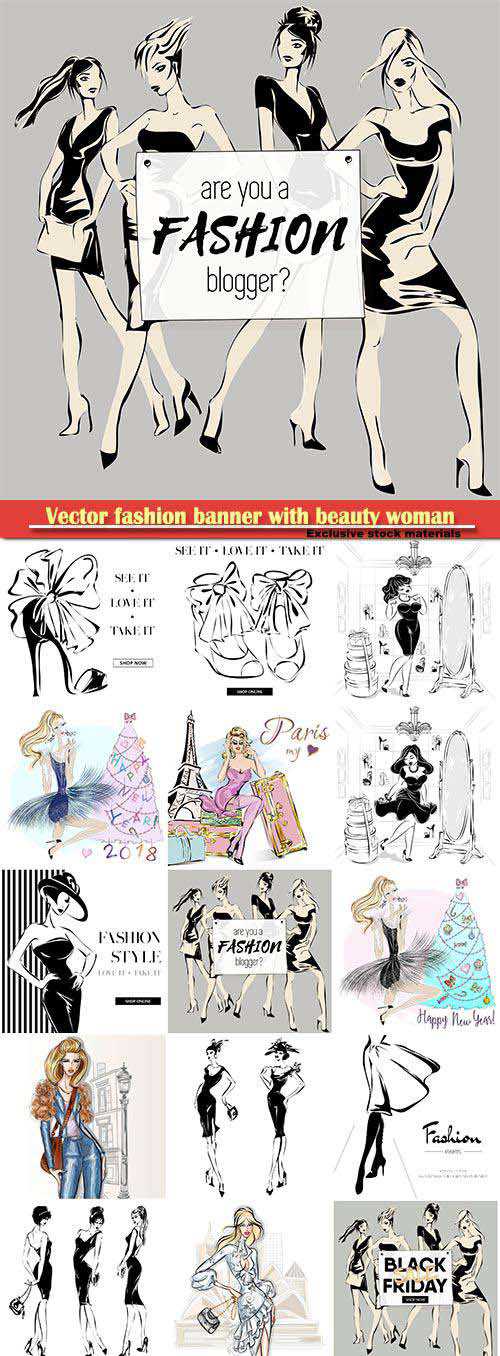 are you a
FASHION
blogger?
Vector fashion banner with beauty woman
Exclusive stock materials
SEE IT
• LOVE IT
• TAKE IT
SHOP NOW
SEE IT • LOVE IT • TAKE IT
SHOP ONLINE
HAPPY
NEW
YEAR!
2018
Paris
my
FASHION
STYLE
LOVE IT • TAKE IT
SHOP ONLINE
are you a
FASHION
blogger?
Happy New Year!
Fashion
BLACK
FRIDAY
SHOP NOW